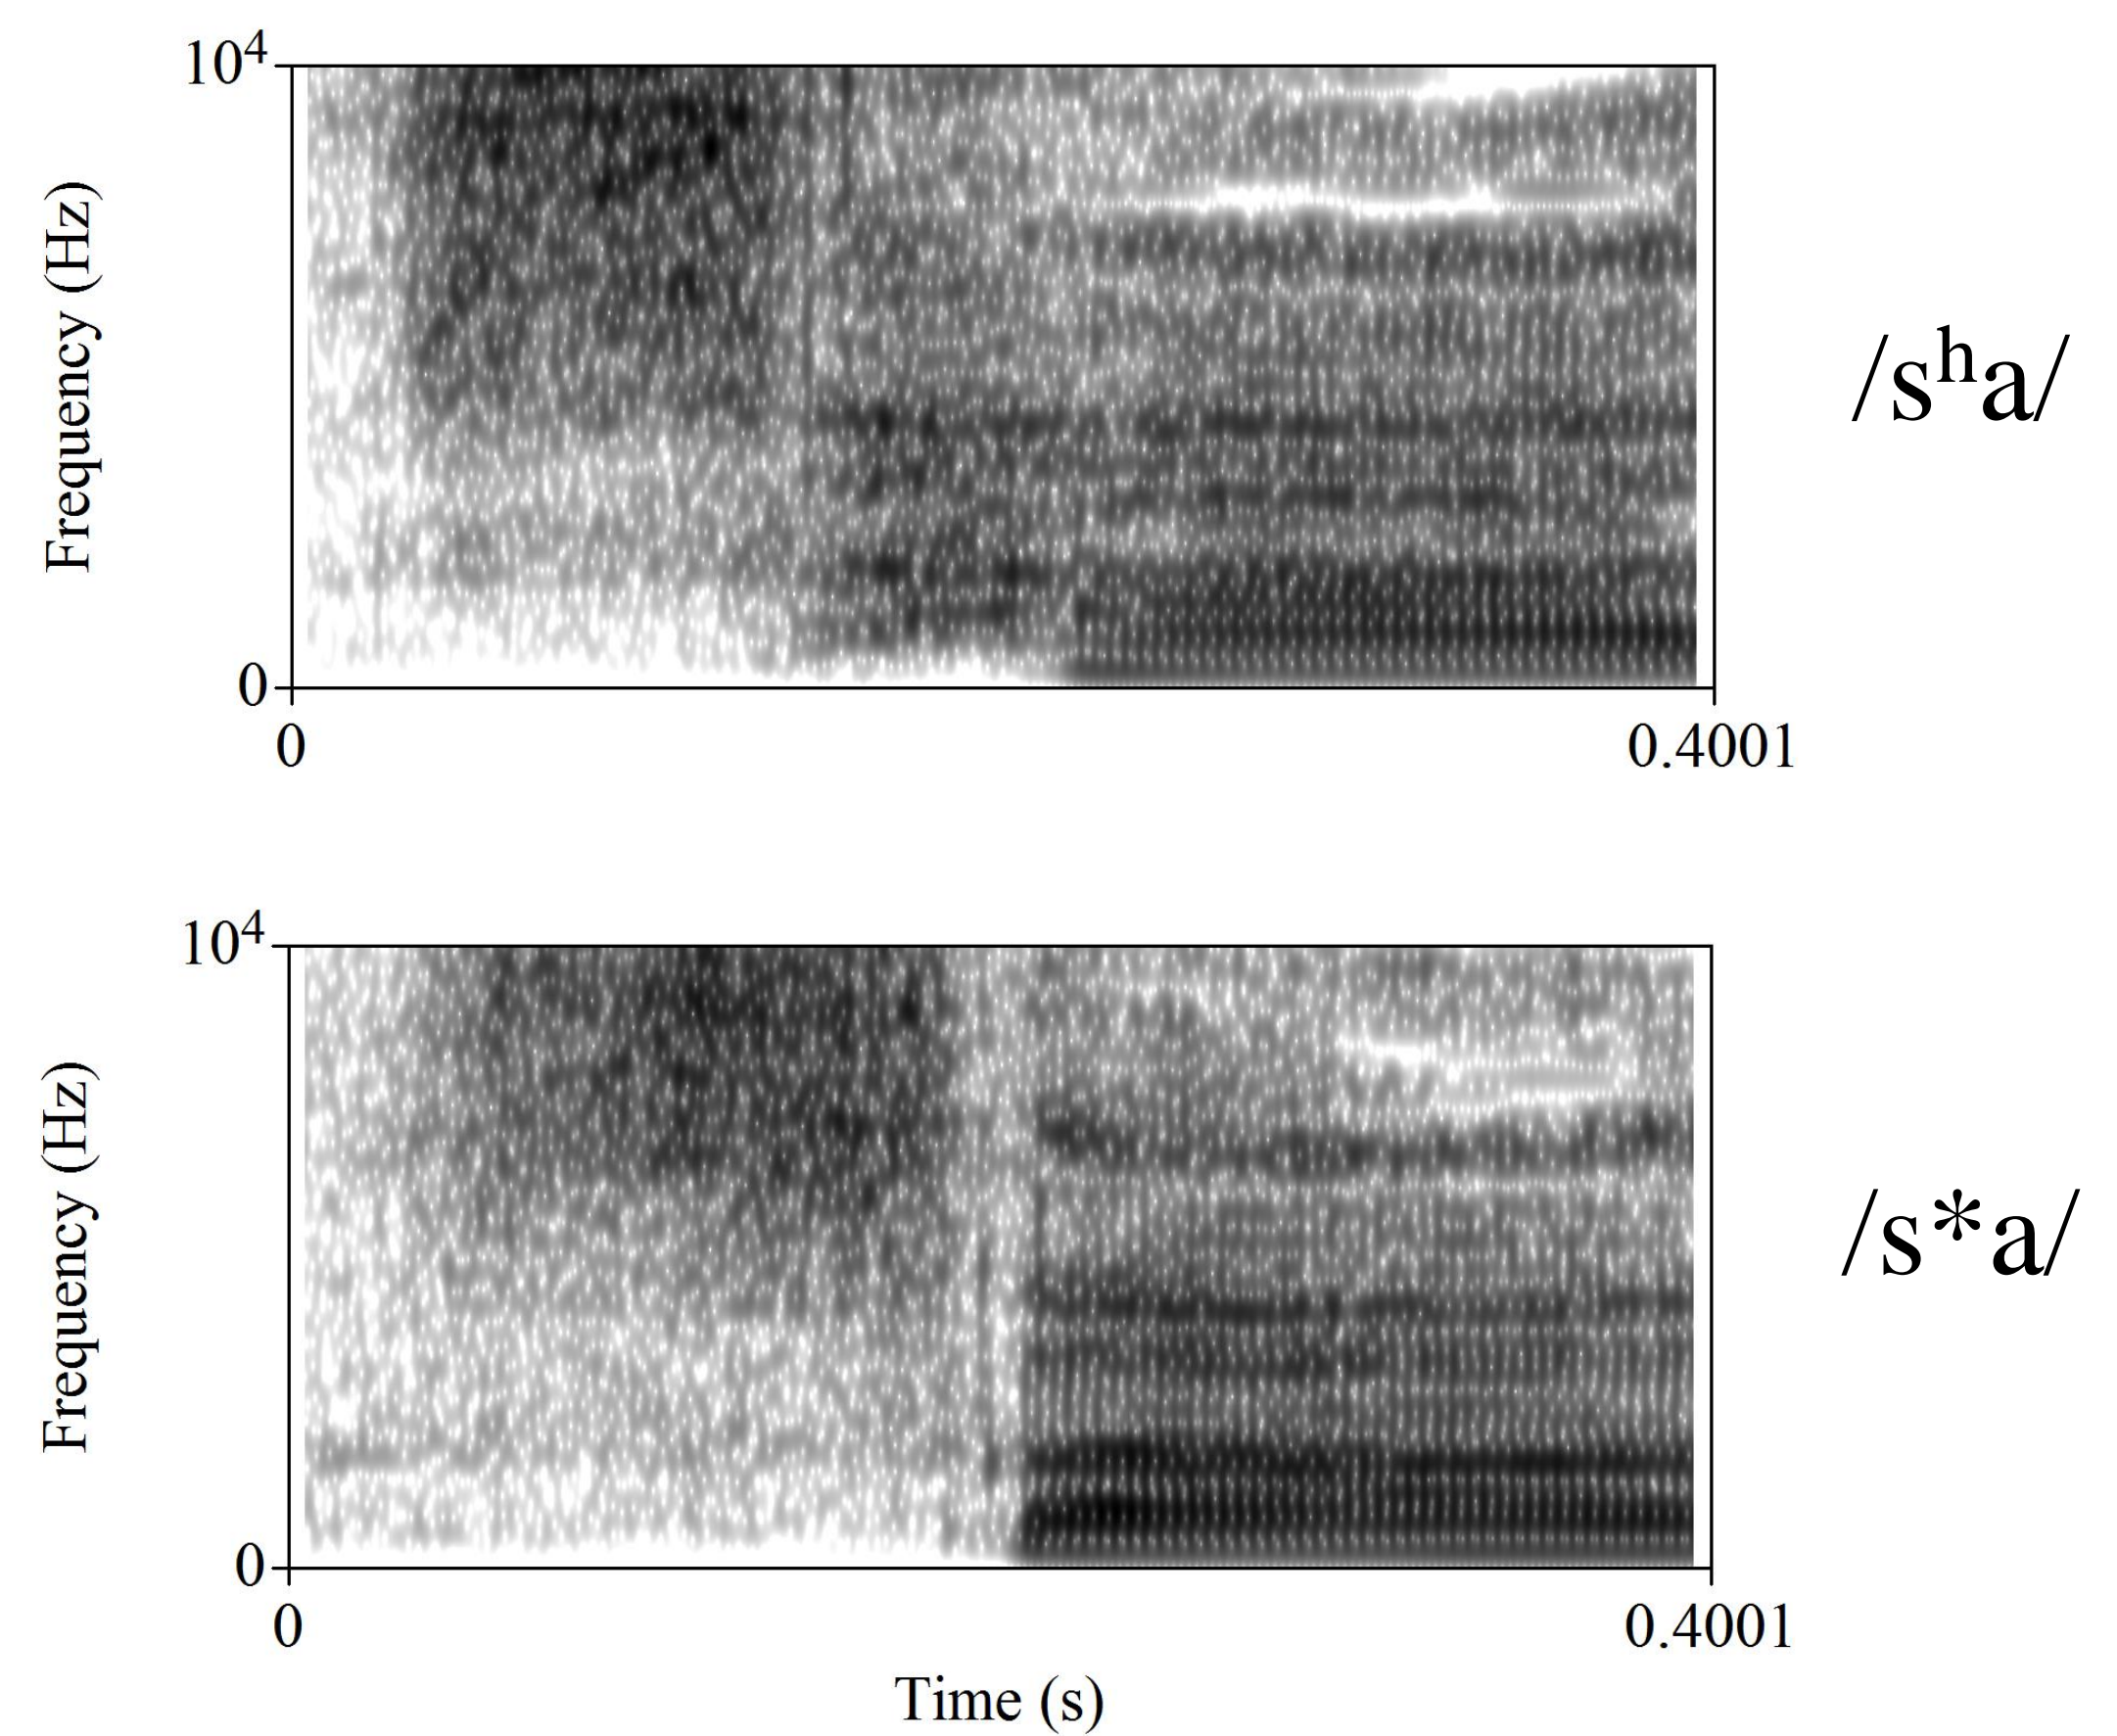 10⁴
Frequency (Hz)
/sʰa/
0
0
0.4001
10⁴
Frequency (Hz)
/s*a/
0
0
0.4001
Time (s)